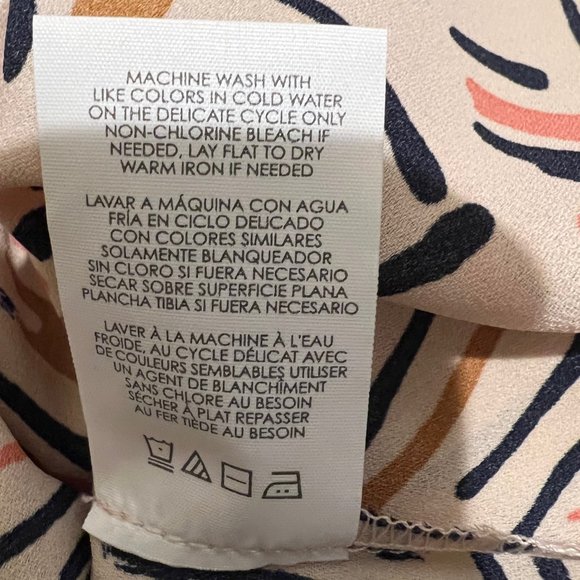 MACHINE WASH WITH
LIKE COLORS IN COLD WATER
ON THE DELICATE CYCLE ONLY
NON-CHLORINE BLEACH IF
NEEDED, LAY FLAT TO DRY
WARM IRON IF NEEDED
LAVAR A MÁQUINA CON AGUA
FRÍA EN CICLO DELICADO
CON COLORES SIMILARES
SOLAMENTE BLANQUEADOR
SIN CLORO SI FUERA NECESARIO
SECAR SOBRE SUPERFICIE PLANA
PLANCHA TIBIA SI FUERA NECESARIO
LAVER À LA MACHINE À L'EAU
FROIDE, AU CYCLE DÉLICAT AVEC
DE COULEURS SEMBLABLES UTILISER
UN AGENT DE BLANCHÎMENT
SANS CHLORE AU BESOIN
SÉCHER À PLAT REPASSER
AU FER TIÈDE AU BESOIN